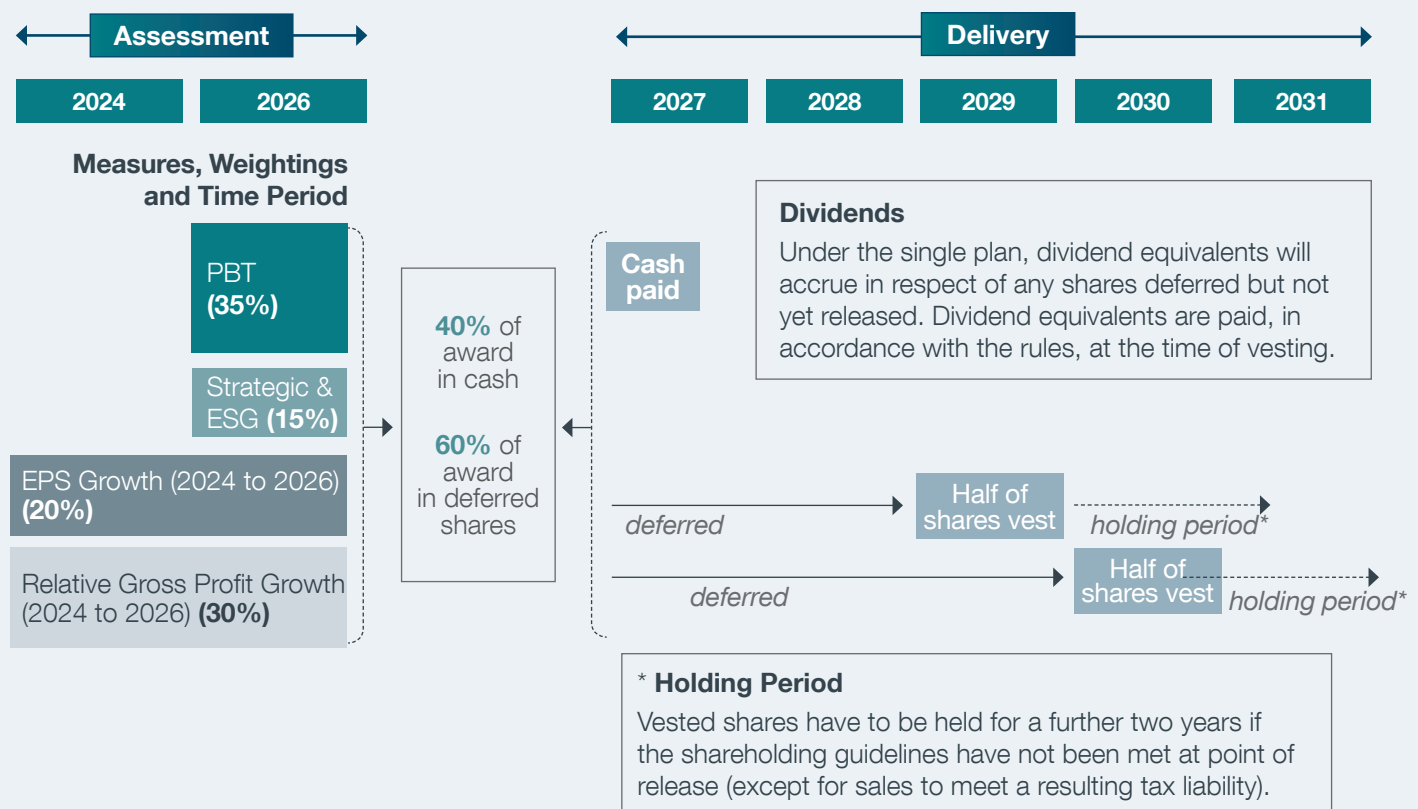 Assessment
Delivery
2024
2026
2027
2028
2029
2030
2031
Measures, Weightings
and Time Period
PBT
(35%)
Strategic &
ESG (15%)
EPS Growth (2024 to 2026)
(20%)
Relative Gross Profit Growth
(2024 to 2026) (30%)
40% of
award
in cash
60% of
award
in deferred
shares
Cash
paid
Dividends
Under the single plan, dividend equivalents will
accrue in respect of any shares deferred but not
yet released. Dividend equivalents are paid, in
accordance with the rules, at the time of vesting.
deferred
Half of
shares vest
holding period*
deferred
Half of
shares vest
holding period*
* Holding Period
Vested shares have to be held for a further two years if
the shareholding guidelines have not been met at point of
release (except for sales to meet a resulting tax liability).